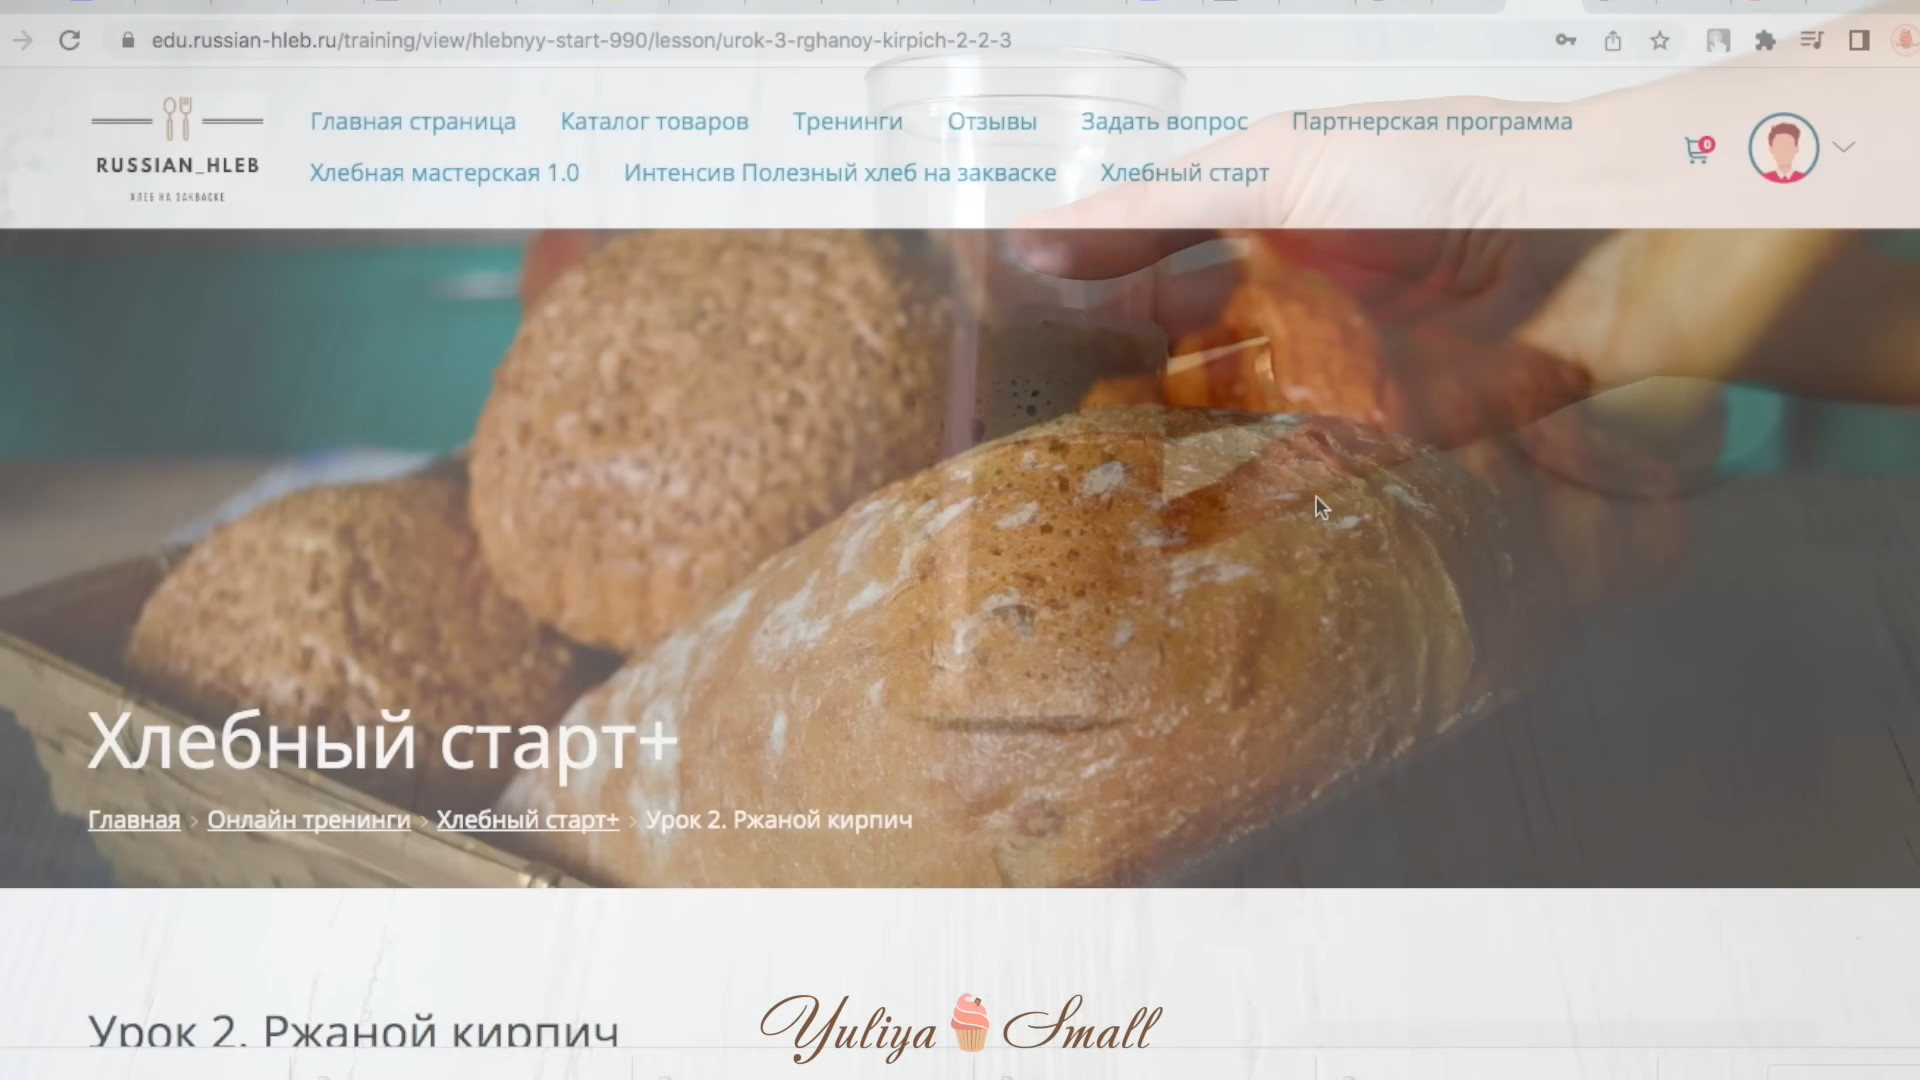 edu.russian-hleb.ru/training/view/hlebnyy-start-990/lesson/urok-3-rghanoy-kirpich-2-2-3
RUSSIAN_HLEB
ХЛЕБ НА ЗАКВАСКЕ
Главная страница Каталог товаров Тренинги Отзывы Задать вопрос Партнерская программа
Хлебная мастерская 1.0 Интенсив Полезный хлеб на закваске Хлебный старт
0
Хлебный старт+
Главная > Онлайн тренинги > Хлебный старт+ > Урок 2. Ржаной кирпич
Урок 2. Ржаной кирпич
Yuliya Small